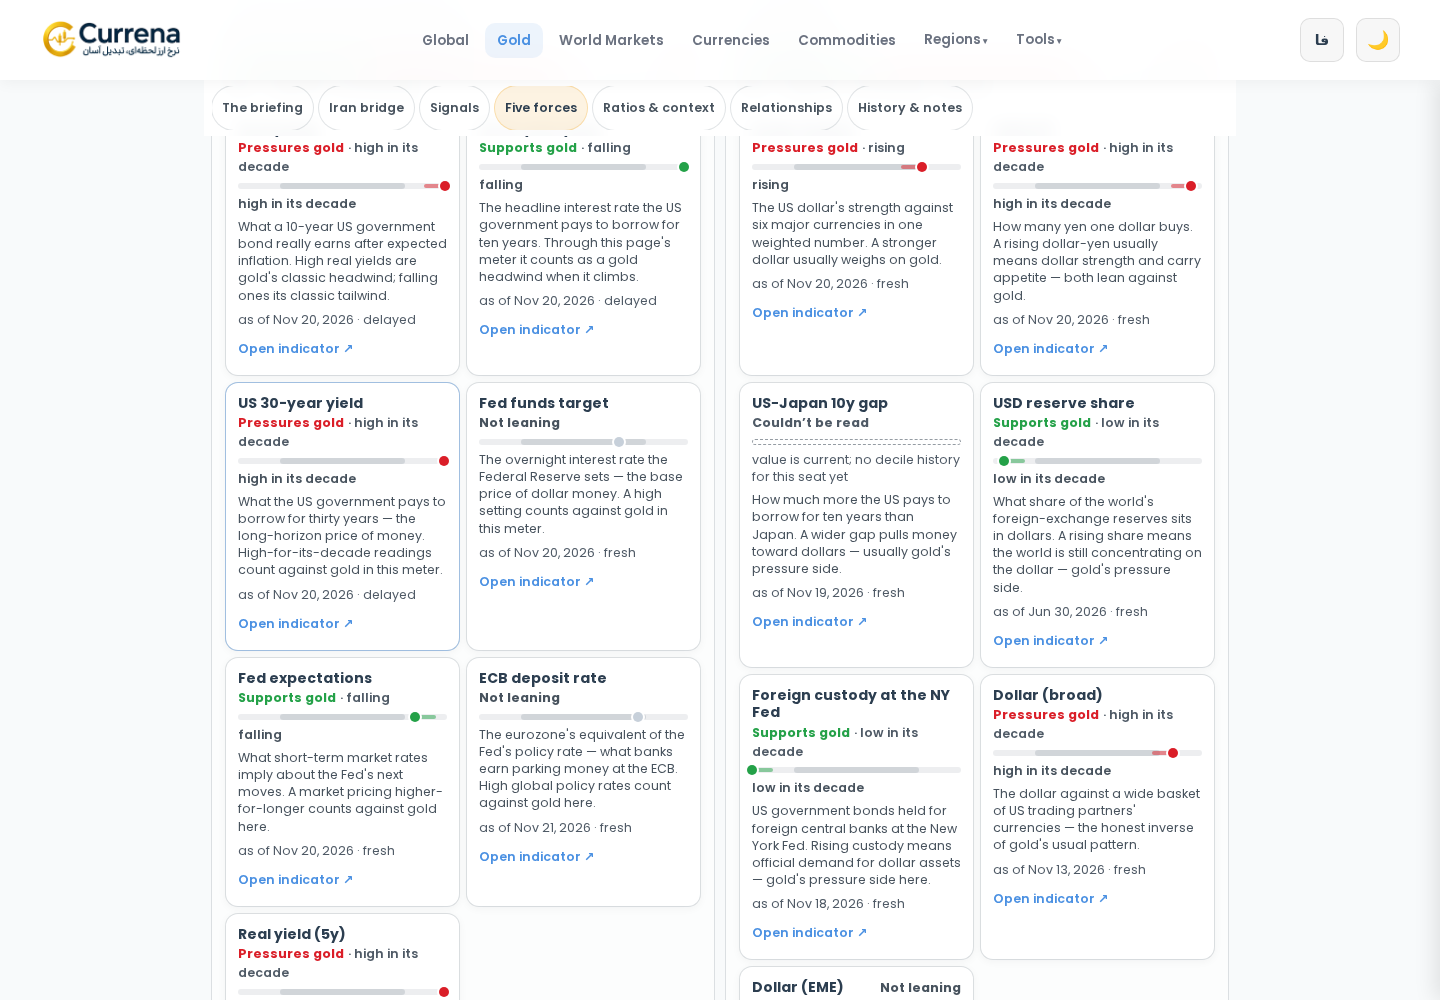 Currena
نرخ ارز لحظه‌ای، تبدیل آسان
Global
Gold
World Markets
Currencies
Commodities
Regions ▾
Tools ▾
فا
The briefing
Iran bridge
Signals
Five forces
Ratios & context
Relationships
History & notes
Pressures gold · high in its
decade
high in its decade
What a 10-year US government
bond really earns after expected
inflation. High real yields are
gold's classic headwind; falling
ones its classic tailwind.
as of Nov 20, 2026 · delayed
Open indicator ↗
Supports gold · falling
falling
The headline interest rate the US
government pays to borrow for
ten years. Through this page's
meter it counts as a gold
headwind when it climbs.
as of Nov 20, 2026 · delayed
Open indicator ↗
Pressures gold · rising
rising
The US dollar's strength against
six major currencies in one
weighted number. A stronger
dollar usually weighs on gold.
as of Nov 20, 2026 · fresh
Open indicator ↗
Pressures gold · high in its
decade
high in its decade
How many yen one dollar buys.
A rising dollar-yen usually
means dollar strength and carry
appetite — both lean against
gold.
as of Nov 20, 2026 · fresh
Open indicator ↗
US 30-year yield
Pressures gold · high in its
decade
high in its decade
What the US government pays to
borrow for thirty years — the
long-horizon price of money.
High-for-its-decade readings
count against gold in this meter.
as of Nov 20, 2026 · delayed
Open indicator ↗
Fed funds target
Not leaning
The overnight interest rate the
Federal Reserve sets — the base
price of dollar money. A high
setting counts against gold in
this meter.
as of Nov 20, 2026 · fresh
Open indicator ↗
US-Japan 10y gap
Couldn’t be read
value is current; no decile history
for this seat yet
How much more the US pays to
borrow for ten years than
Japan. A wider gap pulls money
toward dollars — usually gold's
pressure side.
as of Nov 19, 2026 · fresh
Open indicator ↗
USD reserve share
Supports gold · low in its
decade
low in its decade
What share of the world's
foreign-exchange reserves sits
in dollars. A rising share means
the world is still concentrating on
the dollar — gold's pressure
side.
as of Jun 30, 2026 · fresh
Open indicator ↗
Fed expectations
Supports gold · falling
falling
What short-term market rates
imply about the Fed's next
moves. A market pricing higher-
for-longer counts against gold
here.
as of Nov 20, 2026 · fresh
Open indicator ↗
ECB deposit rate
Not leaning
The eurozone's equivalent of the
Fed's policy rate — what banks
earn parking money at the ECB.
High global policy rates count
against gold here.
as of Nov 21, 2026 · fresh
Open indicator ↗
Foreign custody at the NY
Fed
Supports gold · low in its
decade
low in its decade
US government bonds held for
foreign central banks at the New
York Fed. Rising custody means
official demand for dollar assets
— gold's pressure side here.
as of Nov 18, 2026 · fresh
Open indicator ↗
Dollar (broad)
Pressures gold · high in its
decade
high in its decade
The dollar against a wide basket
of US trading partners'
currencies — the honest inverse
of gold's usual pattern.
as of Nov 13, 2026 · fresh
Open indicator ↗
Real yield (5y)
Pressures gold · high in its
decade
Dollar (EME)
Not leaning